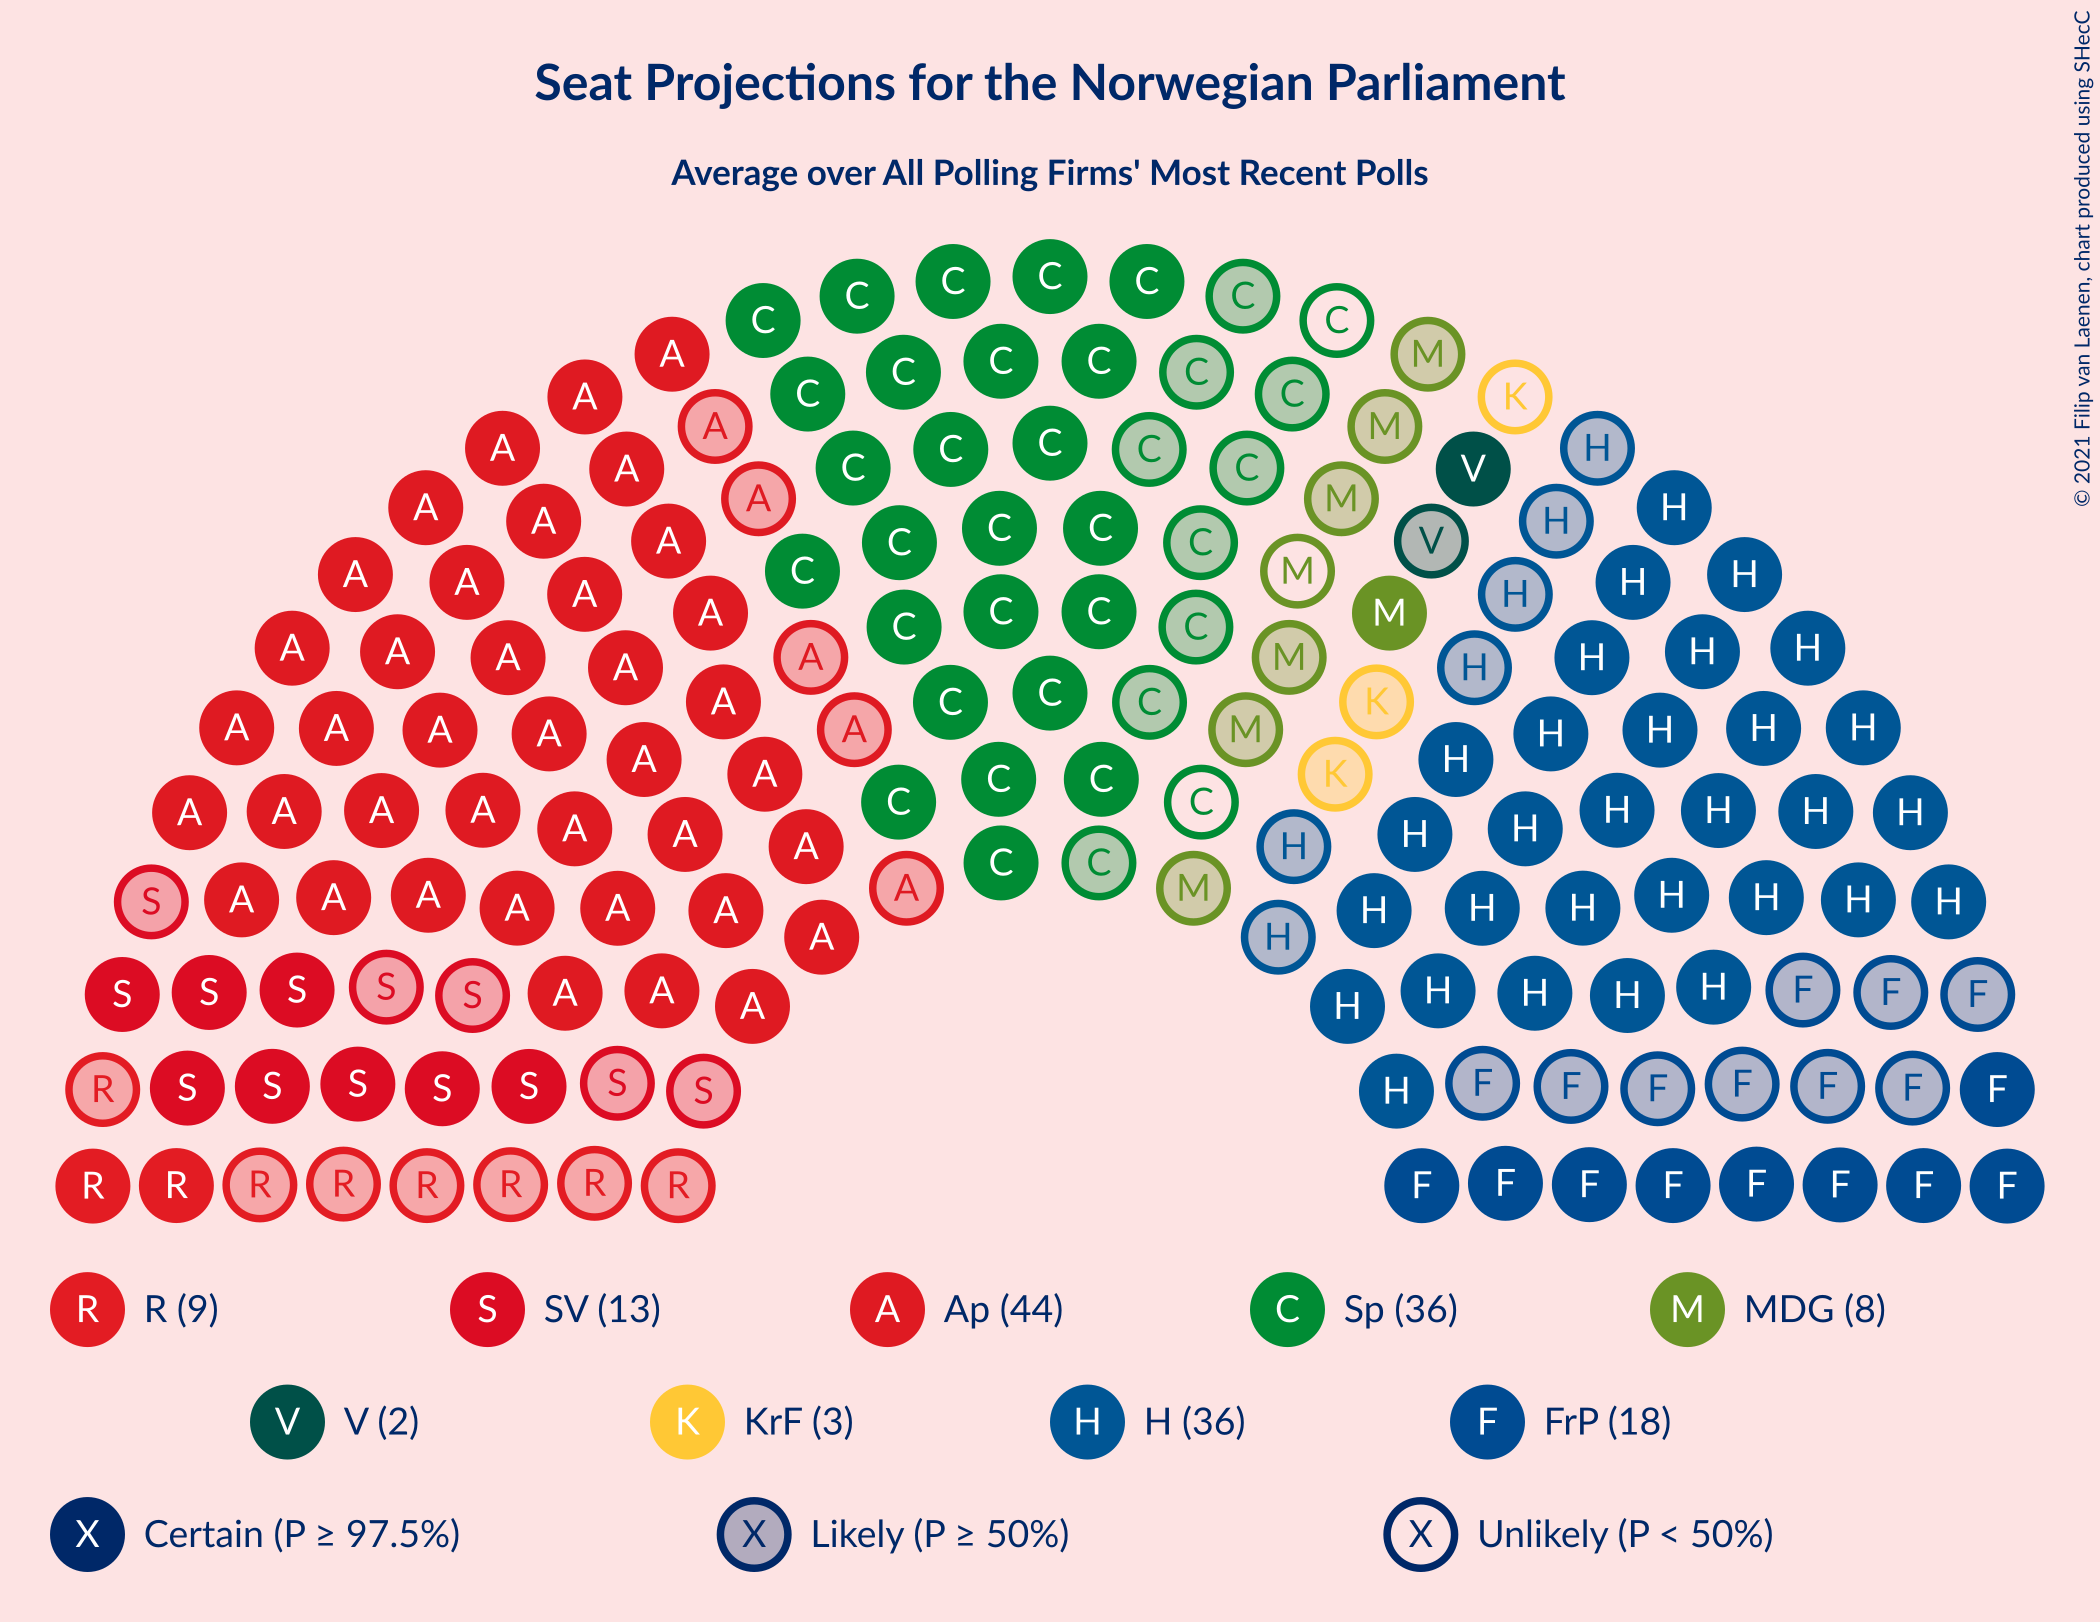 © 2021 Filip van Laenen, chart produced using SHecC
Seat Projections for the Norwegian Parliament
Average over All Polling Firms' Most Recent Polls
C C C C C
C C
A C C M
C C
A C C K
A M
A C C C H
A C C V
A M
A H
A C C H
A C C V
A A C M H H
A H
A C C C C M
A A A A M H H H
A H
A C C C K
A A A A A M H H H H
A A C C K H
A A A A A A C C H H H H H H
A H
C C
S A A A A A A A M H H H H H H H
A H
S S S S S A A A H H H H H F F F
R S S S S S S S H F F F F F F F
R R R R R R R R F F F F F F F F
R R (9) S SV (13) A Ap (44) C Sp (36) M MDG (8)
V V (2) K KrF (3) H H (36) F FrP (18)
X Certain (P ≥ 97.5%) X Likely (P ≥ 50%) X Unlikely (P < 50%)